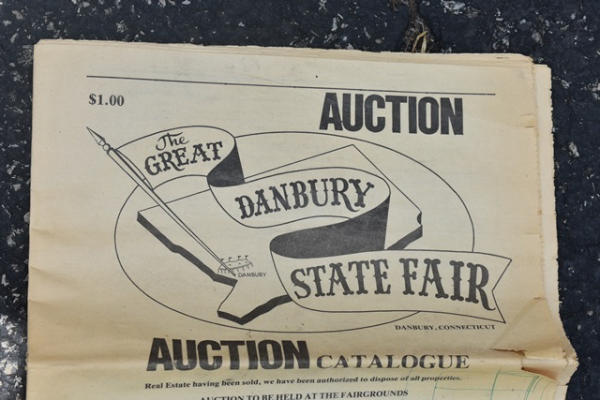 $1.00
AUCTION
The
GREAT
DANBURY
STATE FAIR
DANBURY
DANBURY, CONNECTICUT
AUCTION CATALOGUE
Real Estate having been sold, we have been authorized to dispose of all properties.
AUCTION TO BE HELD AT THE FAIRGROUNDS